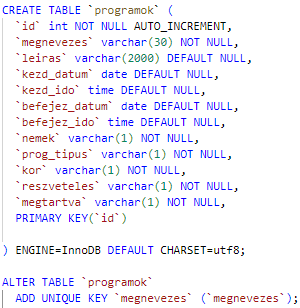 CREATE TABLE `programok` (
`id` int NOT NULL AUTO_INCREMENT,
`megnevezes` varchar(30) NOT NULL,
`leiras` varchar(2000) DEFAULT NULL,
`kezd_datum` date DEFAULT NULL,
`kezd_ido` time DEFAULT NULL,
`befejez_datum` date DEFAULT NULL,
`befejez_ido` time DEFAULT NULL,
`nemek` varchar(1) NOT NULL,
`prog_tipus` varchar(1) NOT NULL,
`kor` varchar(1) NOT NULL,
`reszveteles` varchar(1) NOT NULL,
`megtartva` varchar(1) NOT NULL,
PRIMARY KEY(`id`)
) ENGINE=InnoDB DEFAULT CHARSET=utf8;
ALTER TABLE `programok`
ADD UNIQUE KEY `megnevezes` (`megnevezes`);